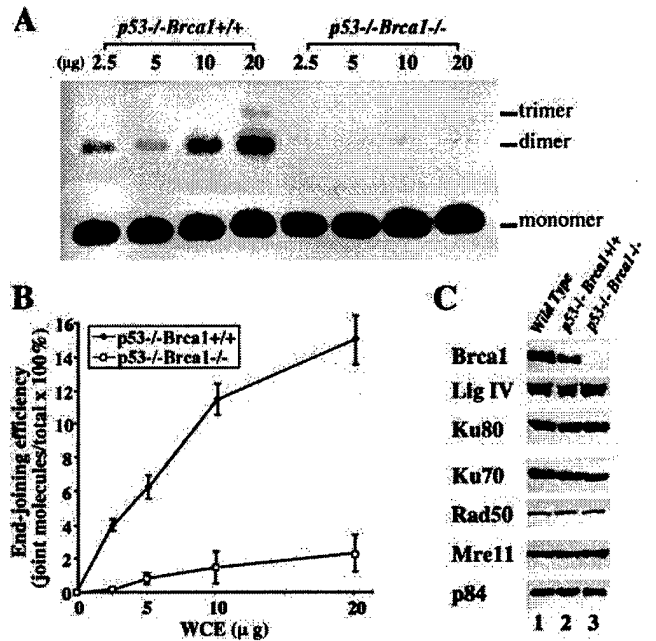 A
p53-/-Brca1+/+ p53-/-Brca1-/-
(µg) 2.5 5 10 20 2.5 5 10 20
trimer
dimer
monomer
B
End-joining efficiency
(joint molecules/total x 100%)
16
14
12
10
8
6
4
2
0
p53-/-Brca1+/+
p53-/-Brca1-/-
0 5 10 20
WCE (µ g)
C
Wild Type
p53-/- Brca1+/+
p53-/- Brca1-/-
Brca1
Lig IV
Ku80
Ku70
Rad50
Mre11
p84
1 2 3